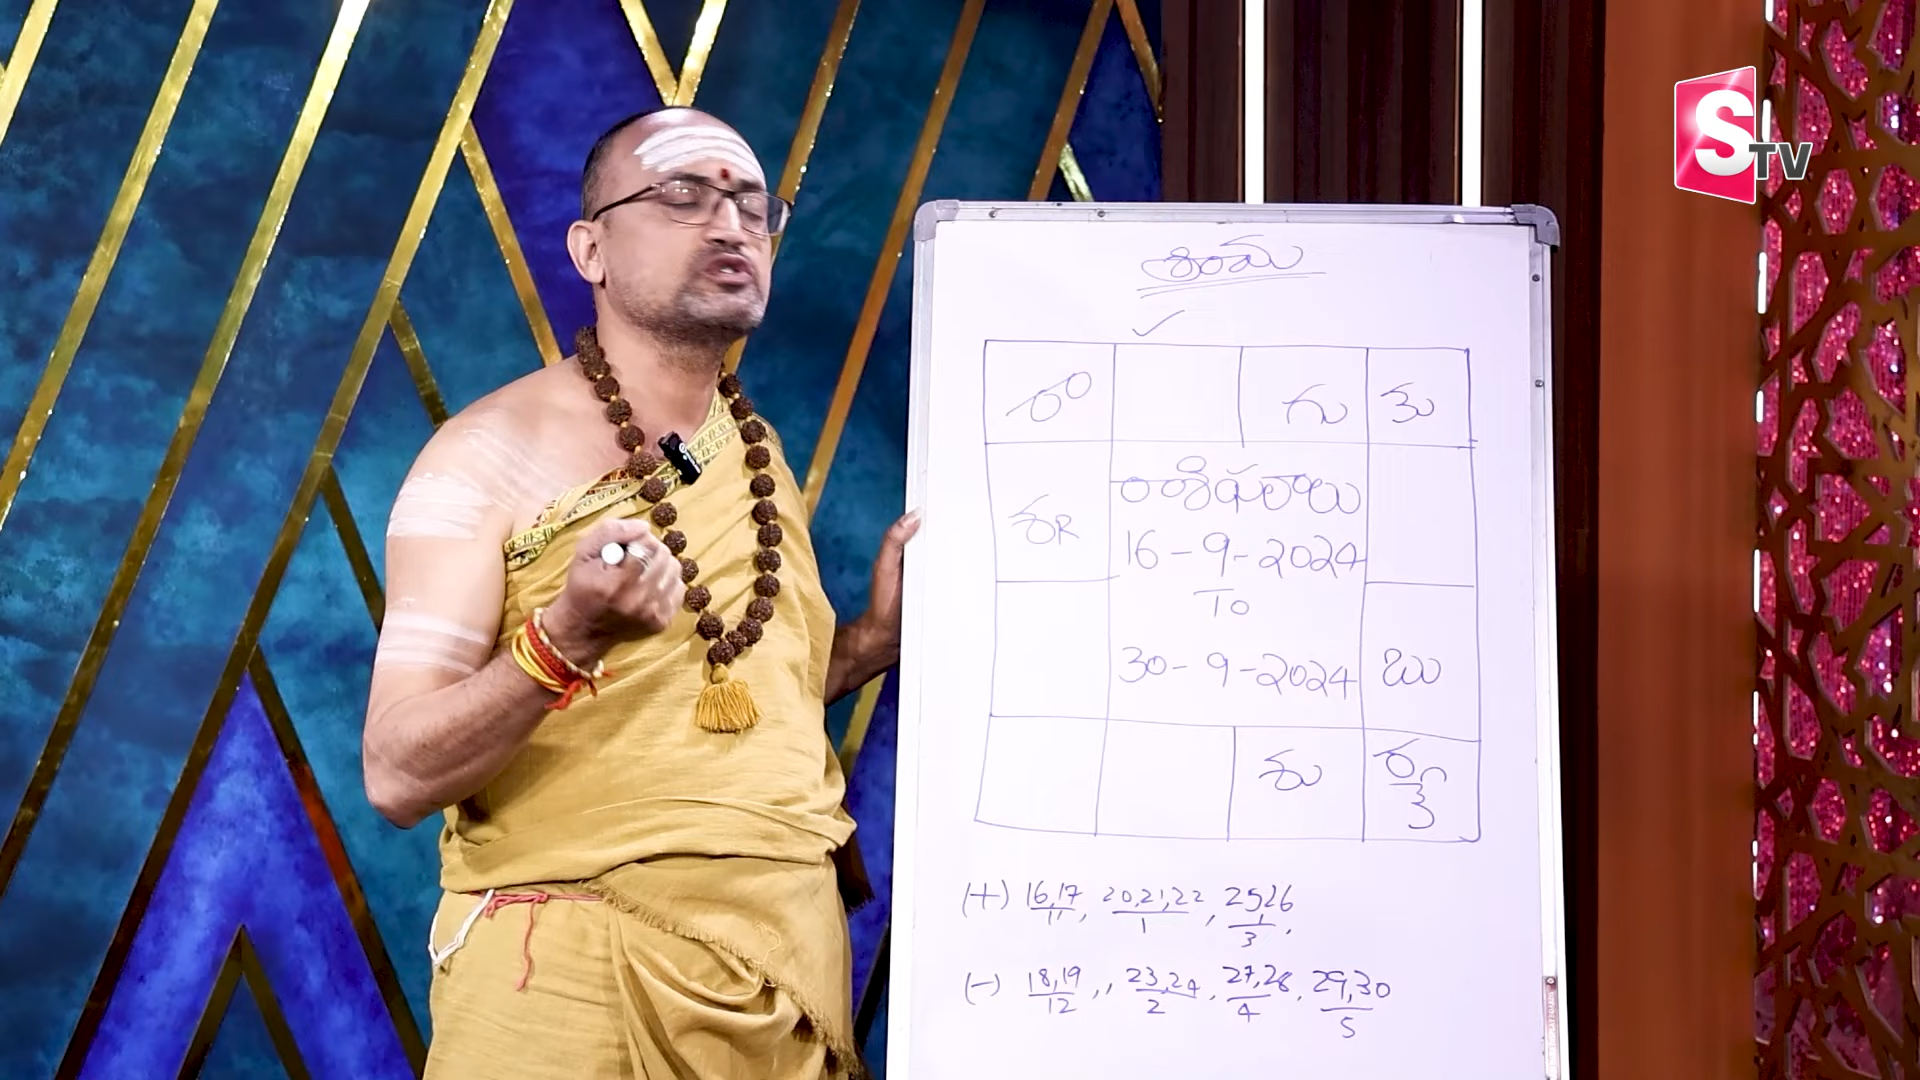 STV
శ్రీరామ
రా గు కు
రాశిఫలాలు
శR 16-9-2024
To
30-9-2024 బు
శు ర/కే
(+) 16,17/11, 20,21,22/1, 25,26/3,
(-) 18,19/12,, 23,24/2, 27,28/4, 29,30/5